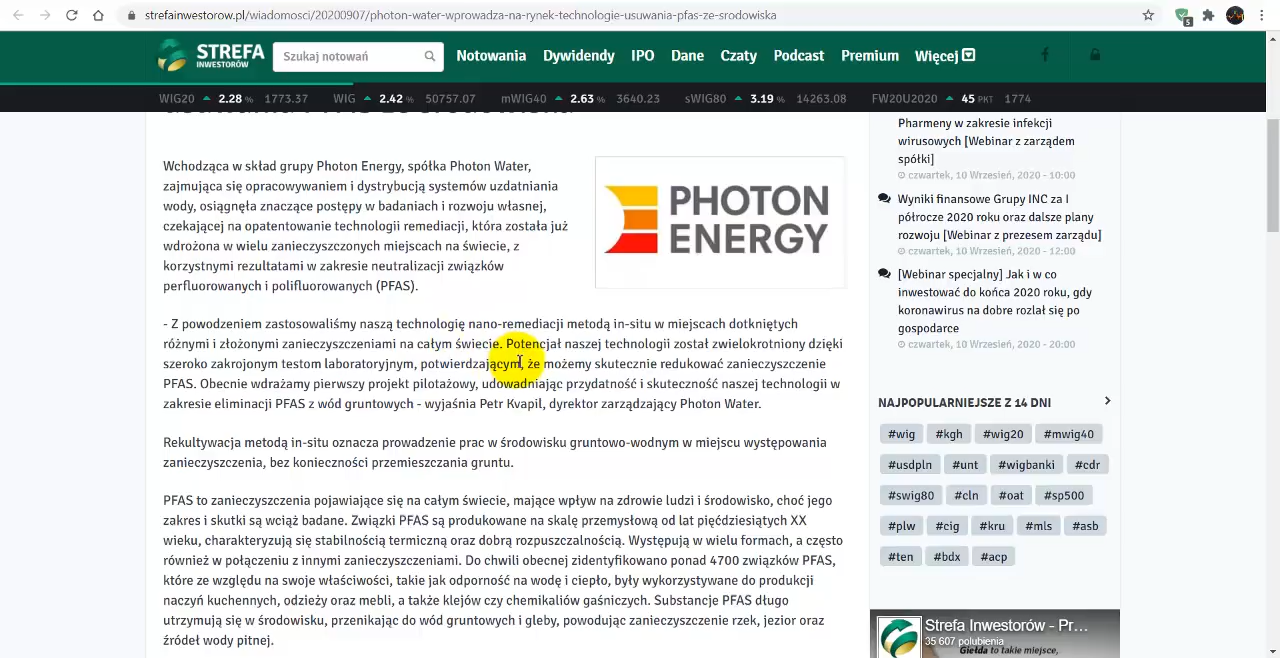 strefainwestorow.pl/wiadomosci/20200907/photon-water-wprowadza-na-rynek-technologie-usuwania-pfas-ze-srodowiska
5
STREFA
INWESTORÓW
Szukaj notowań
Notowania Dywidendy IPO Dane Czaty Podcast Premium Więcej
WIG20 2.28 % 1773.37 WIG 2.42 % 50757.07 mWIG40 2.63 % 3640.23 sWIG80 3.19 % 14263.08 FW20U2020 45 PKT 1774
Wchodząca w skład grupy Photon Energy, spółka Photon Water,
zajmująca się opracowywaniem i dystrybucją systemów uzdatniania
wody, osiągnęła znaczące postępy w badaniach i rozwoju własnej,
czekającej na opatentowanie technologii remediacji, która została już
wdrożona w wielu zanieczyszczonych miejscach na świecie, z
korzystnymi rezultatami w zakresie neutralizacji związków
perfluorowanych i polifluorowanych (PFAS).
PHOTON
ENERGY
- Z powodzeniem zastosowaliśmy naszą technologię nano-remediacji metodą in-situ w miejscach dotkniętych
różnymi i złożonymi zanieczyszczeniami na całym świecie. Potencjał naszej technologii został zwielokrotniony dzięki
szeroko zakrojonym testom laboratoryjnym, potwierdzającym, że możemy skutecznie redukować zanieczyszczenie
PFAS. Obecnie wdrażamy pierwszy projekt pilotażowy, udowadniając przydatność i skuteczność naszej technologii w
zakresie eliminacji PFAS z wód gruntowych - wyjaśnia Petr Kvapil, dyrektor zarządzający Photon Water.
Rekultywacja metodą in-situ oznacza prowadzenie prac w środowisku gruntowo-wodnym w miejscu występowania
zanieczyszczenia, bez konieczności przemieszczania gruntu.
PFAS to zanieczyszczenia pojawiające się na całym świecie, mające wpływ na zdrowie ludzi i środowisko, choć jego
zakres i skutki są wciąż badane. Związki PFAS są produkowane na skalę przemysłową od lat pięćdziesiątych XX
wieku, charakteryzują się stabilnością termiczną oraz dobrą rozpuszczalnością. Występują w wielu formach, a często
również w połączeniu z innymi zanieczyszczeniami. Do chwili obecnej zidentyfikowano ponad 4700 związków PFAS,
które ze względu na swoje właściwości, takie jak odporność na wodę i ciepło, były wykorzystywane do produkcji
naczyń kuchennych, odzieży oraz mebli, a także klejów czy chemikaliów gaśniczych. Substancje PFAS długo
utrzymują się w środowisku, przenikając do wód gruntowych i gleby, powodując zanieczyszczenie rzek, jezior oraz
źródeł wody pitnej.
Pharmeny w zakresie infekcji
wirusowych [Webinar z zarządem
spółki]
czwartek, 10 Wrzesień, 2020 - 10:00
Wyniki finansowe Grupy INC za I
półrocze 2020 roku oraz dalsze plany
rozwoju [Webinar z prezesem zarządu]
czwartek, 10 Wrzesień, 2020 - 12:00
[Webinar specjalny] Jak i w co
inwestować do końca 2020 roku, gdy
koronawirus na dobre rozlał się po
gospodarce
czwartek, 10 Wrzesień, 2020 - 20:00
NAJPOPULARNIEJSZE Z 14 DNI
#wig #kgh #wig20 #mwig40
#usdpln #unt #wigbanki #cdr
#swig80 #cln #oat #sp500
#plw #cig #kru #mls #asb
#ten #bdx #acp
Strefa Inwestorów - Pr...
35 607 polubienia
Giełda to takie miejsce,